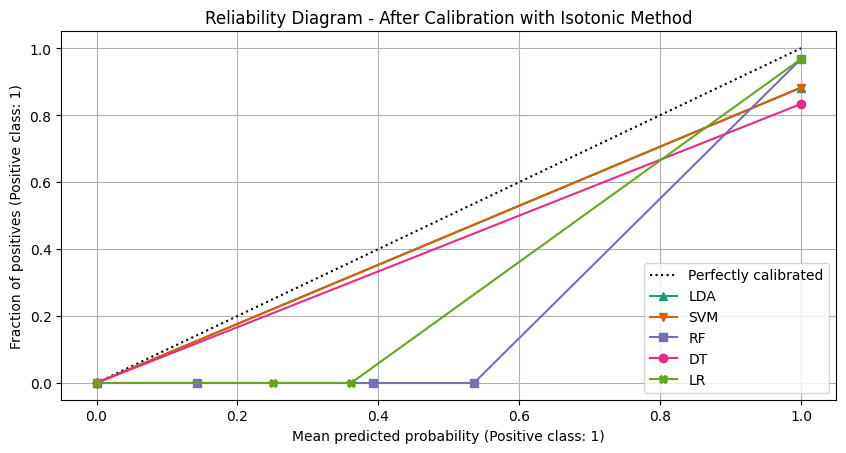 Reliability Diagram - After Calibration with Isotonic Method
Fraction of positives (Positive class: 1)
1.0
0.8
0.6
0.4
0.2
0.0
0.0 0.2 0.4 0.6 0.8 1.0
Mean predicted probability (Positive class: 1)
Perfectly calibrated
LDA
SVM
RF
DT
LR